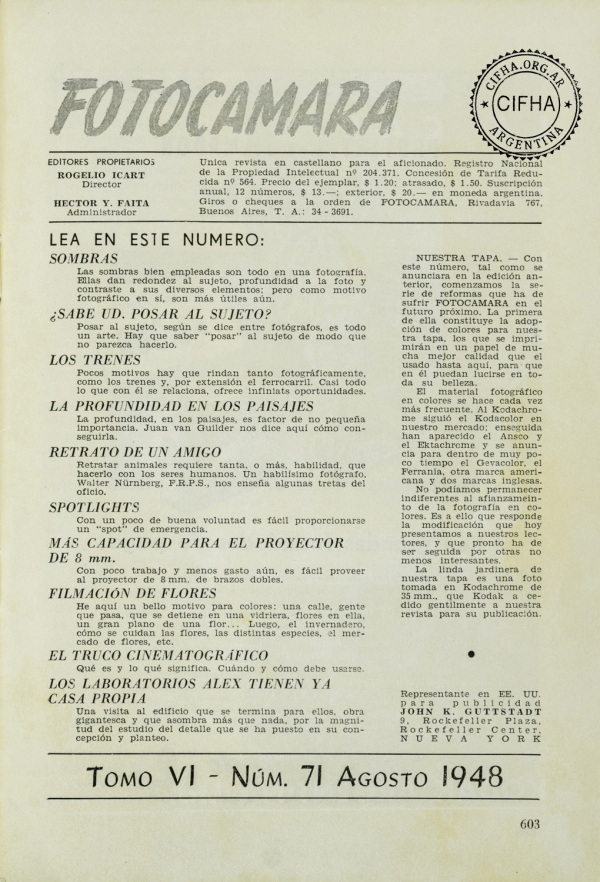 FOTOCAMARA
CIFHA.ORG.AR
CIFHA
ARGENTINA
EDITORES PROPIETARIOS
ROGELIO ICART
Director
HECTOR Y. FAITA
Administrador
Unica revista en castellano para el aficionado. Registro Nacional
de la Propiedad Intelectual nº 204.371. Concesión de Tarifa Redu-
cida nº 564. Precio del ejemplar, $ 1.20; atrasado, $ 1.50. Suscripción
anual, 12 números, $ 13.—; exterior, $ 20.— en moneda argentina.
Giros o cheques a la orden de FOTOCAMARA, Rivadavia 767,
Buenos Aires, T. A.: 34 - 3691.
LEA EN ESTE NUMERO:
SOMBRAS
Las sombras bien empleadas son todo en una fotografía.
Ellas dan redondez al sujeto, profundidad a la foto y
contraste a sus diversos elementos; pero como motivo
fotográfico en sí, son más útiles aún.
¿SABE UD. POSAR AL SUJETO?
Posar al sujeto, según se dice entre fotógrafos, es todo
un arte. Hay que saber "posar" al sujeto de modo que
no parezca hacerlo.
LOS TRENES
Pocos motivos hay que rindan tanto fotográficamente,
como los trenes y, por extensión el ferrocarril. Casi todo
lo que con él se relaciona, ofrece infiniats oportunidades.
LA PROFUNDIDAD EN LOS PAISAJES
La profundidad, en los paisajes, es factor de no pequeña
importancia. Juan van Guilder nos dice aquí cómo con-
seguirla.
RETRATO DE UN AMIGO
Retratar animales requiere tanta, o más, habilidad, que
hacerlo con los seres humanos. Un habilísimo fotógrafo,
Walter Nürnberg, F.R.P.S., nos enseña algunas tretas del
oficio.
SPOTLIGHTS
Con un poco de buena voluntad es fácil proporcionarse
un "spot" de emergencia.
MÁS CAPACIDAD PARA EL PROYECTOR
DE 8 mm.
Con poco trabajo y menos gasto aún, es fácil proveer
al proyector de 8 mm. de brazos dobles.
FILMACIÓN DE FLORES
He aquí un bello motivo para colores: una calle, gente
que pasa, que se detiene en una vidriera, flores en ella,
un gran plano de una flor... Luego, el invernadero,
cómo se cuidan las flores, las distintas especies, el mer-
cado de flores, etc.
EL TRUCO CINEMATOGRÁFICO
Qué es y lo qué significa. Cuándo y cómo debe usarse.
LOS LABORATORIOS ALEX TIENEN YA
CASA PROPIA
Una visita al edificio que se termina para ellos, obra
gigantesca y que asombra más que nada, por la magni-
tud del estudio del detalle que se ha puesto en su con-
cepción y planteo.
NUESTRA TAPA. — Con
este número, tal como se
anunciara en la edición an-
terior, comenzamos la se-
rie de reformas que ha de
sufrir FOTOCAMARA en el
futuro próximo. La primera
de ella constituye la adop-
ción de colores para nues-
tra tapa, los que se impri-
mirán en un papel de mu-
cha mejor calidad que el
usado hasta aquí, para que
en él puedan lucirse en to-
da su belleza.
El material fotográfico
en colores se hace cada vez
más frecuente. Al Kodachro-
me siguió el Kodacolor en
nuestro mercado; enseguida
han aparecido el Ansco y
el Ektachrome y se anun-
cia para dentro de muy po-
co tiempo el Gevacolor, el
Ferrania, otra marca ameri-
cana y dos marcas inglesas.
No podíamos permanecer
indiferentes al afianzamein-
to de la fotografía en co-
lores. Es a ello que responde
la modificación que hoy
presentamos a nuestros lec-
tores, y que pronto ha de
ser seguida por otras no
menos interesantes.
La linda jardinera de
nuestra tapa es una foto
tomada en Kodachrome de
35 mm., que Kodak a ce-
dido gentilmente a nuestra
revista para su publicación.
Representante en EE. UU.
para publicidad
JOHN K. GUTTSTADT
9, Rockefeller Plaza,
Rockefeller Center,
NUEVA YORK
TOMO VI - NÚM. 71 AGOSTO 1948
603